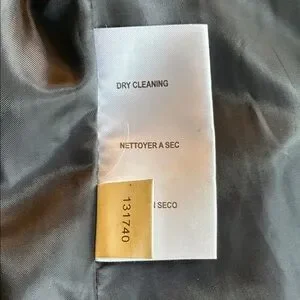 DRY CLEANING
NETTOYER A SEC
SECO
131740